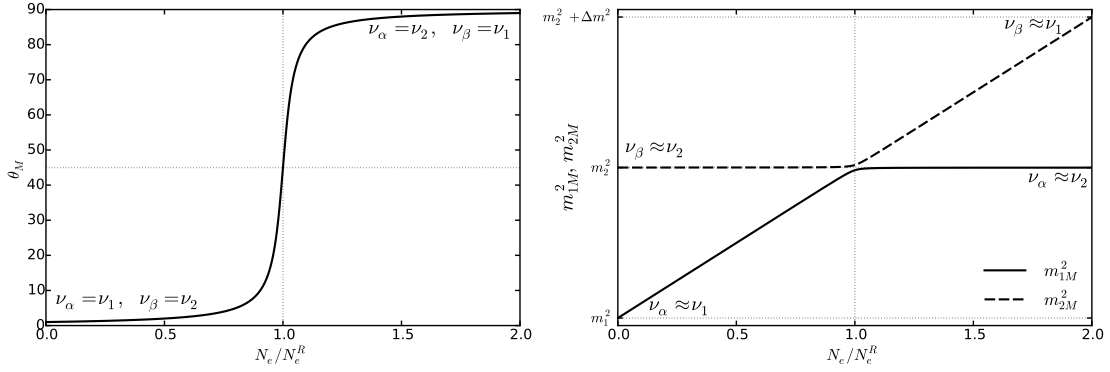 90
80
70
60
50
40
30
20
10
0
θ_M
ν_α = ν_2, ν_β = ν_1
ν_α = ν_1, ν_β = ν_2
0.0 0.5 1.0 1.5 2.0
N_e/N_e^R
m_2^2 + Δm^2
m_2^2
m_1^2
m_{1M}^2, m_{2M}^2
ν_β ≈ ν_1
ν_β ≈ ν_2
ν_α ≈ ν_2
ν_α ≈ ν_1
m_{1M}^2
m_{2M}^2
0.0 0.5 1.0 1.5 2.0
N_e/N_e^R